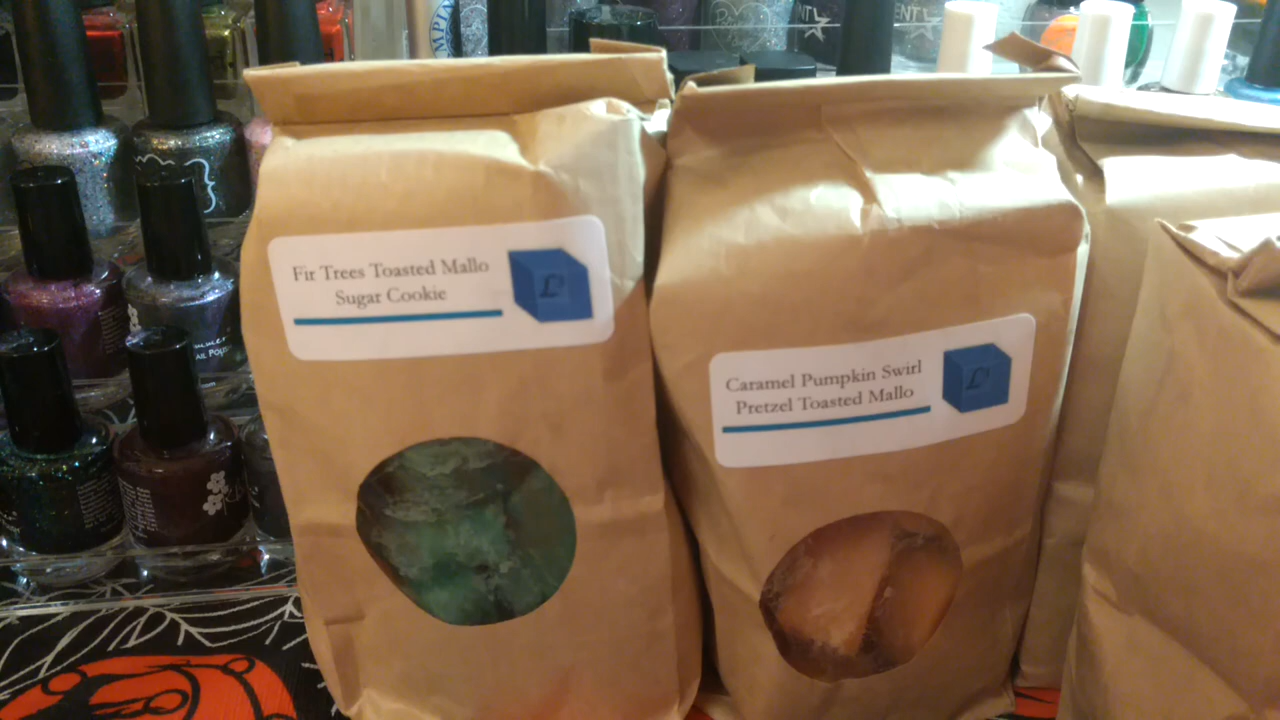 Fir Trees Toasted Mallo
Sugar Cookie
L
Caramel Pumpkin Swirl
Pretzel Toasted Mallo
L